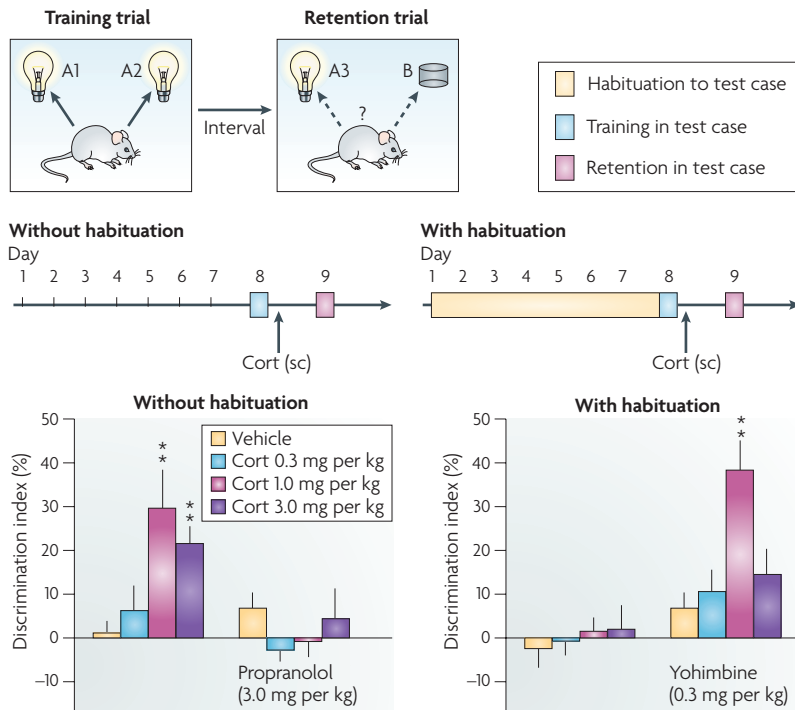 Training trial
Retention trial
A1
A2
Interval
A3
B
?
Habituation to test case
Training in test case
Retention in test case
Without habituation
Day
1 2 3 4 5 6 7 8 9
Cort (sc)
With habituation
Day
1 2 3 4 5 6 7 8 9
Cort (sc)
Without habituation
Discrimination index (%)
50
40
30
20
10
0
–10
Vehicle
Cort 0.3 mg per kg
Cort 1.0 mg per kg
Cort 3.0 mg per kg
**
**
Propranolol
(3.0 mg per kg)
With habituation
Discrimination index (%)
50
40
30
20
10
0
–10
**
Yohimbine
(0.3 mg per kg)